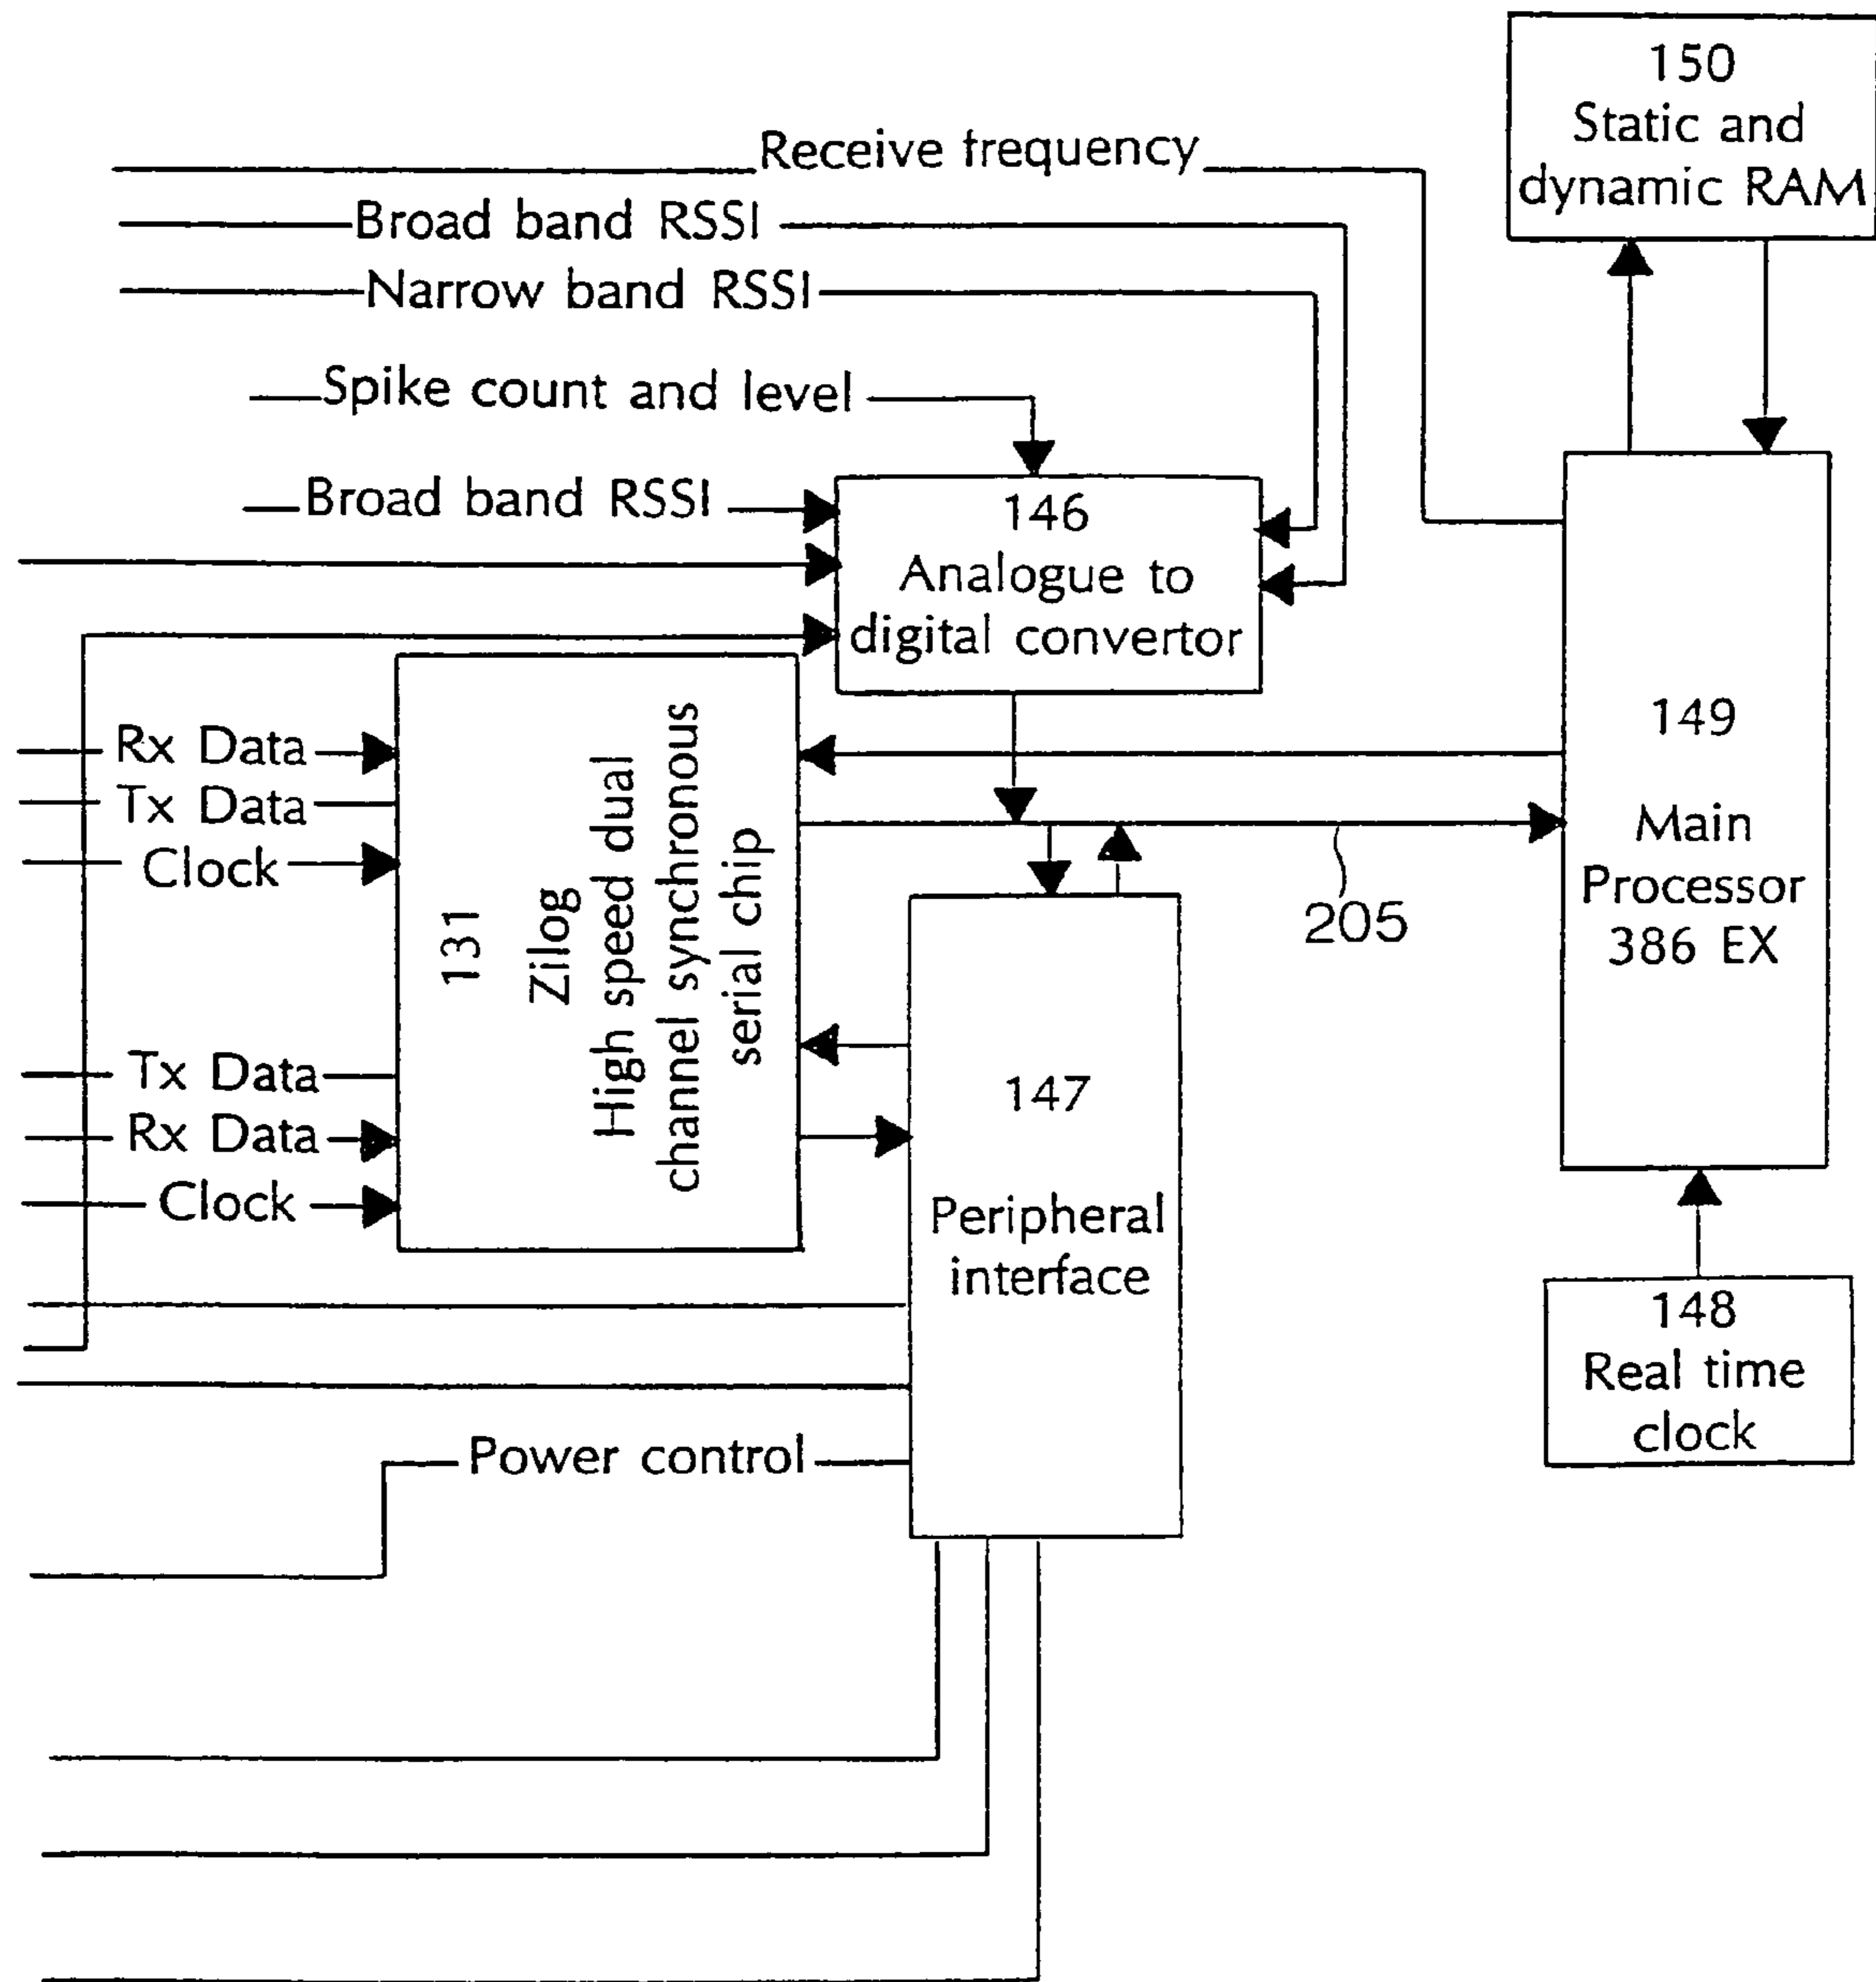 150
Static and
dynamic RAM
Receive frequency
Broad band RSSI
Narrow band RSSI
Spike count and level
Broad band RSSI
146
Analogue to
digital convertor
Rx Data
Tx Data
Clock
131
Zilog
High speed dual
channel synchronous
serial chip
149
Main
Processor
386 EX
205
Tx Data
Rx Data
Clock
147
Peripheral
interface
148
Real time
clock
Power control